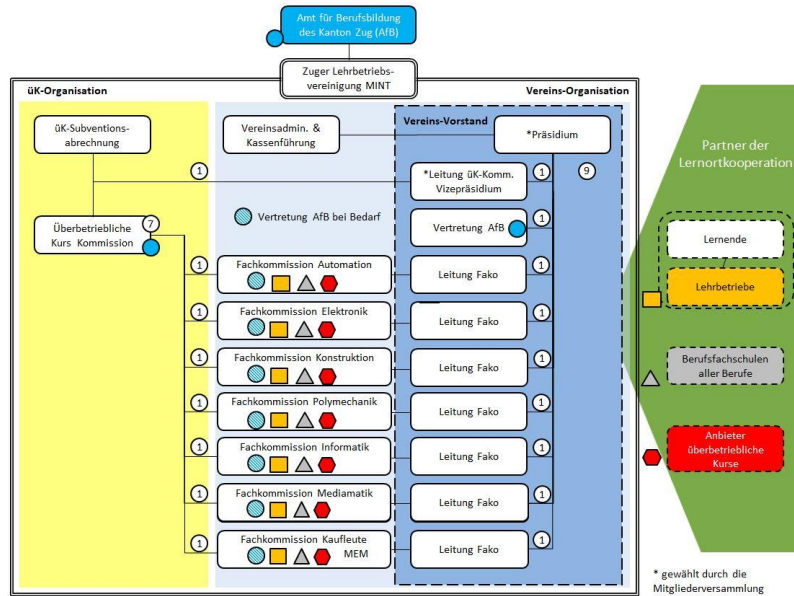 Amt für Berufsbildung
des Kanton Zug (AfB)
Zuger Lehrbetriebs-
vereinigung MINT
üK-Organisation
Vereins-Organisation
üK-Subventions-
abrechnung
Vereinsadmin. &
Kassenführung
Vereins-Vorstand
*Präsidium
Partner der
Lernortkooperation
1
*Leitung üK-Komm.
Vizepräsidium
1
9
Überbetriebliche
Kurs Kommission
7
Vertretung AfB bei Bedarf
Vertretung AfB
1
Lernende
Lehrbetriebe
1
Fachkommission Automation
Leitung Fako
1
1
Fachkommission Elektronik
Leitung Fako
1
1
Fachkommission Konstruktion
Leitung Fako
1
Berufsfachschulen
aller Berufe
1
Fachkommission Polymechanik
Leitung Fako
1
1
Fachkommission Informatik
Leitung Fako
1
Anbieter
überbetriebliche
Kurse
1
Fachkommission Mediamatik
Leitung Fako
1
1
Fachkommission Kaufleute
MEM
Leitung Fako
1
* gewählt durch die
Mitgliederversammlung